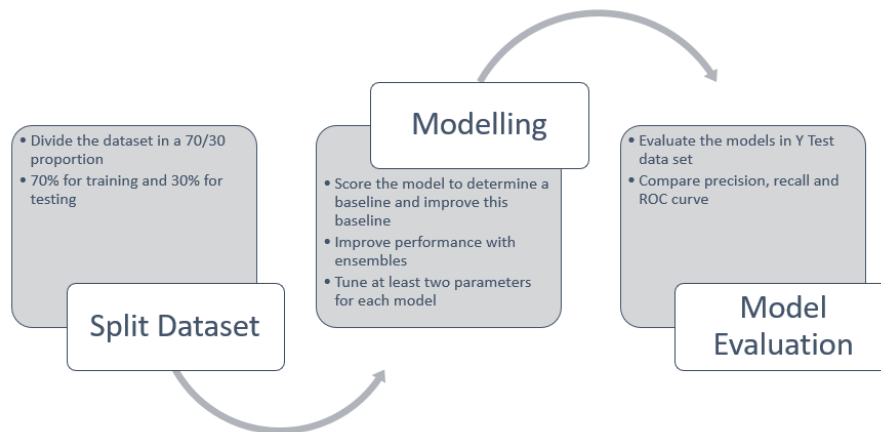 • Divide the dataset in a 70/30
proportion
• 70% for training and 30% for
testing
Split Dataset
Modelling
• Score the model to determine a
baseline and improve this
baseline
• Improve performance with
ensembles
• Tune at least two parameters
for each model
• Evaluate the models in Y Test
data set
• Compare precision, recall and
ROC curve
Model
Evaluation